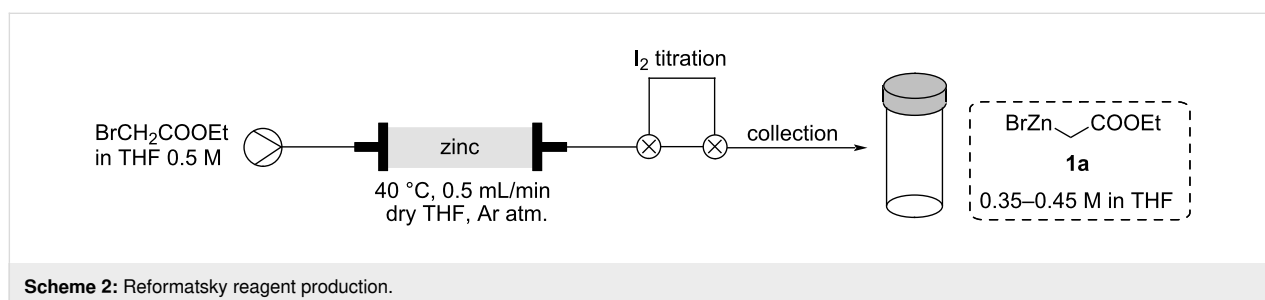 I2 titration
BrCH2COOEt
in THF 0.5 M
zinc
40 °C, 0.5 mL/min
dry THF, Ar atm.
collection
BrZn COOEt
1a
0.35–0.45 M in THF
Scheme 2: Reformatsky reagent production.